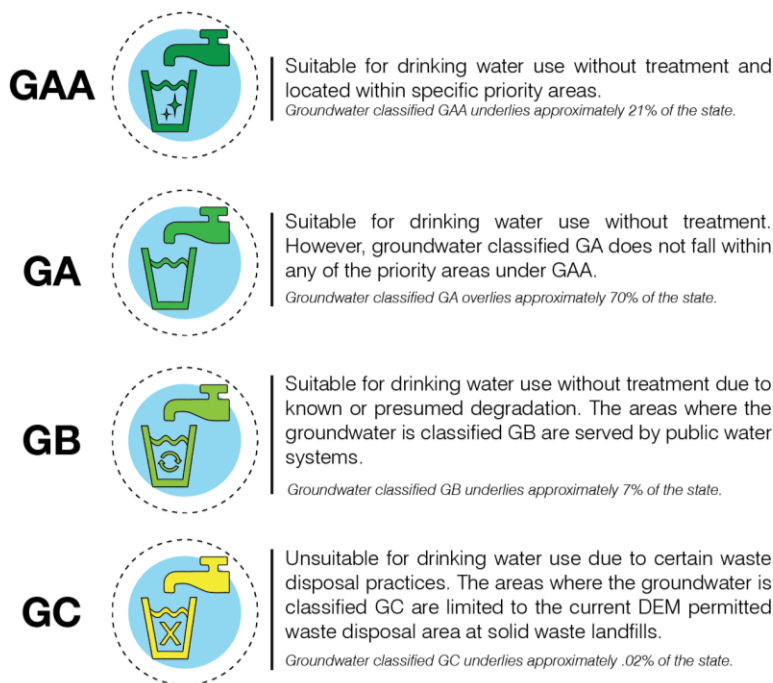 GAA
Suitable for drinking water use without treatment and
located within specific priority areas.
Groundwater classified GAA underlies approximately 21% of the state.
GA
Suitable for drinking water use without treatment.
However, groundwater classified GA does not fall within
any of the priority areas under GAA.
Groundwater classified GA overlies approximately 70% of the state.
GB
Suitable for drinking water use without treatment due to
known or presumed degradation. The areas where the
groundwater is classified GB are served by public water
systems.
Groundwater classified GB underlies approximately 7% of the state.
GC
X
Unsuitable for drinking water use due to certain waste
disposal practices. The areas where the groundwater is
classified GC are limited to the current DEM permitted
waste disposal area at solid waste landfills.
Groundwater classified GC underlies approximately .02% of the state.